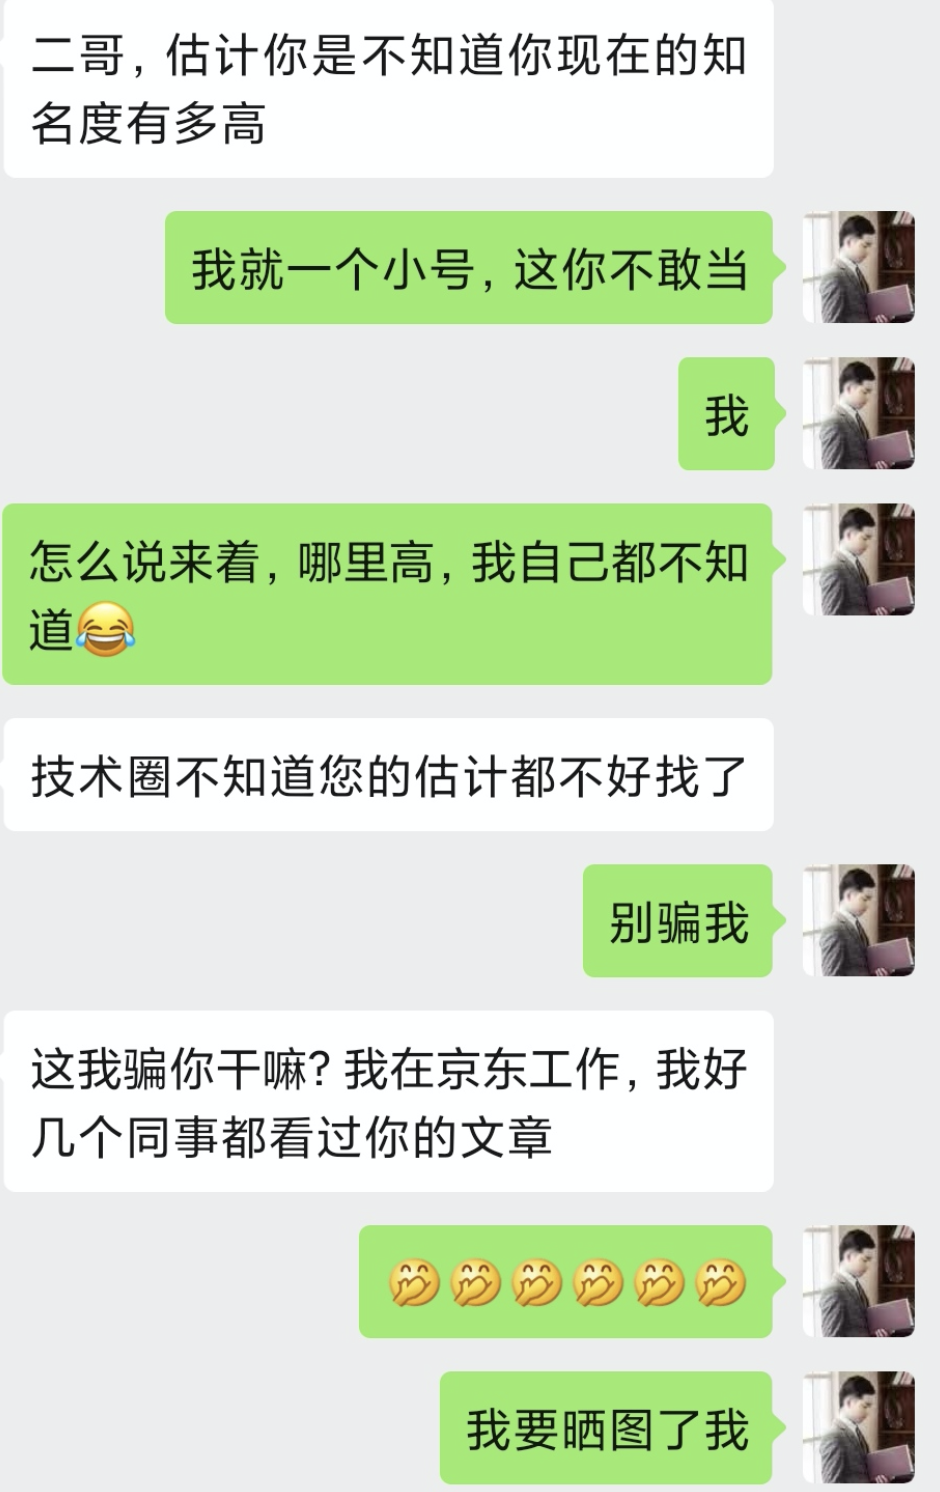 二哥，估计你是不知道你现在的知
名度有多高
我就一个小号，这你不敢当
我
怎么说来着，哪里高，我自己都不知
道😂
技术圈不知道您的估计都不好找了
别骗我
这我骗你干嘛？我在京东工作，我好
几个同事都看过你的文章
🤭🤭🤭🤭🤭🤭
我要晒图了我